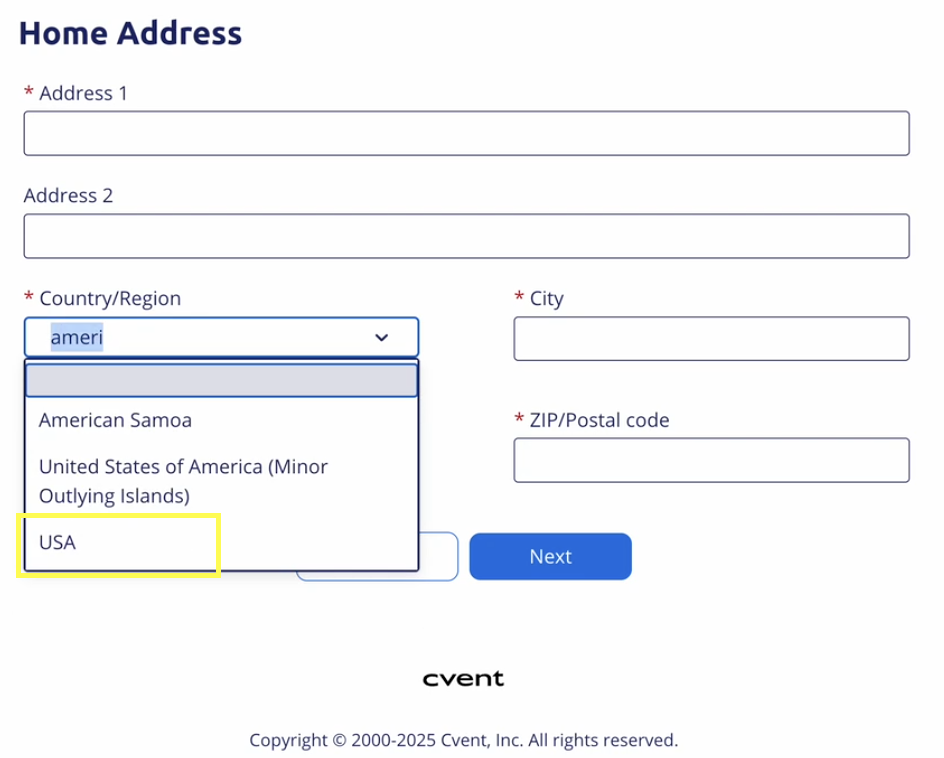 Home Address
* Address 1
Address 2
* Country/Region
ameri
American Samoa
United States of America (Minor
Outlying Islands)
USA
* City
* ZIP/Postal code
Next
cvent
Copyright © 2000-2025 Cvent, Inc. All rights reserved.